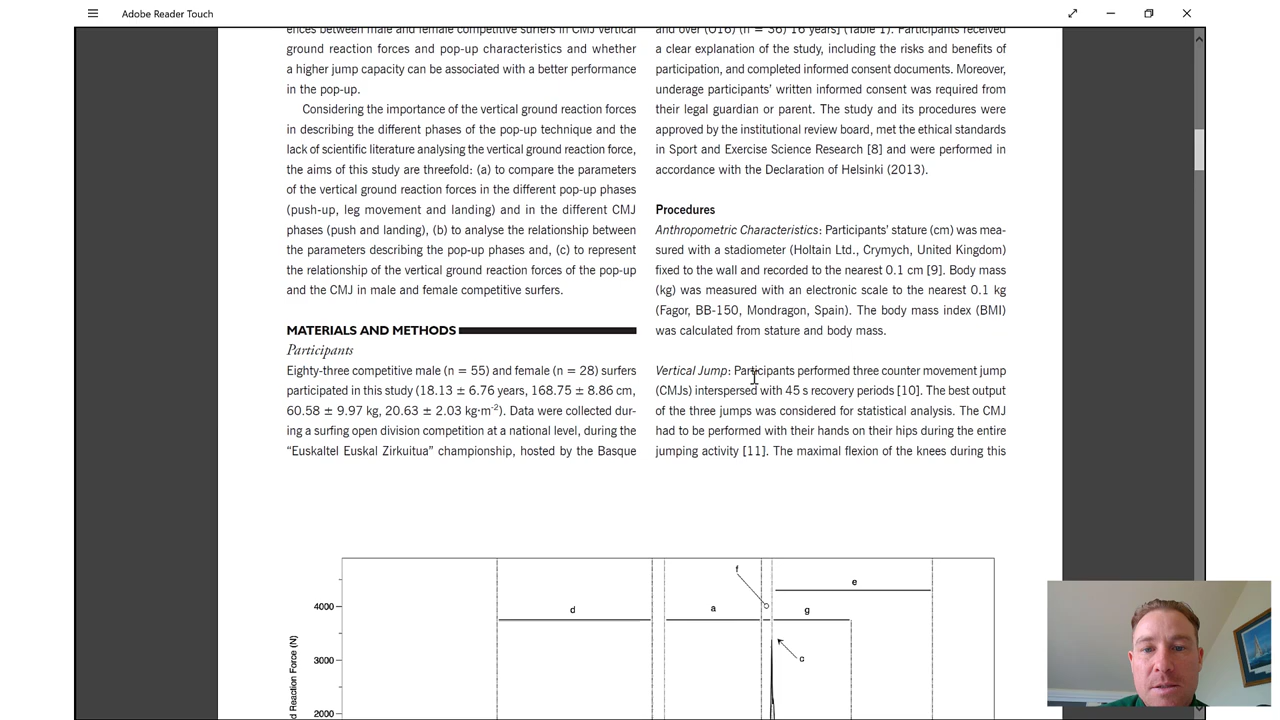 Adobe Reader Touch
ences between male and female competitive surfers in CMJ vertical
ground reaction forces and pop-up characteristics and whether
a higher jump capacity can be associated with a better performance
in the pop-up.
Considering the importance of the vertical ground reaction forces
in describing the different phases of the pop-up technique and the
lack of scientific literature analysing the vertical ground reaction force,
the aims of this study are threefold: (a) to compare the parameters
of the vertical ground reaction forces in the different pop-up phases
(push-up, leg movement and landing) and in the different CMJ
phases (push and landing), (b) to analyse the relationship between
the parameters describing the pop-up phases and, (c) to represent
the relationship of the vertical ground reaction forces of the pop-up
and the CMJ in male and female competitive surfers.
MATERIALS AND METHODS
Participants
Eighty-three competitive male (n = 55) and female (n = 28) surfers
participated in this study (18.13 ± 6.76 years, 168.75 ± 8.86 cm,
60.58 ± 9.97 kg, 20.63 ± 2.03 kg·m-2). Data were collected dur-
ing a surfing open division competition at a national level, during the
“Euskaltel Euskal Zirkuitua” championship, hosted by the Basque
and over (O16) (n = 36) 16 years] (Table 1). Participants received
a clear explanation of the study, including the risks and benefits of
participation, and completed informed consent documents. Moreover,
underage participants’ written informed consent was required from
their legal guardian or parent. The study and its procedures were
approved by the institutional review board, met the ethical standards
in Sport and Exercise Science Research [8] and were performed in
accordance with the Declaration of Helsinki (2013).
Procedures
Anthropometric Characteristics: Participants’ stature (cm) was mea-
sured with a stadiometer (Holtain Ltd., Crymych, United Kingdom)
fixed to the wall and recorded to the nearest 0.1 cm [9]. Body mass
(kg) was measured with an electronic scale to the nearest 0.1 kg
(Fagor, BB-150, Mondragon, Spain). The body mass index (BMI)
was calculated from stature and body mass.
Vertical Jump: Participants performed three counter movement jump
(CMJs) interspersed with 45 s recovery periods [10]. The best output
of the three jumps was considered for statistical analysis. The CMJ
had to be performed with their hands on their hips during the entire
jumping activity [11]. The maximal flexion of the knees during this
f
e
d
a
g
c
4000
3000
2000
d Reaction Force (N)